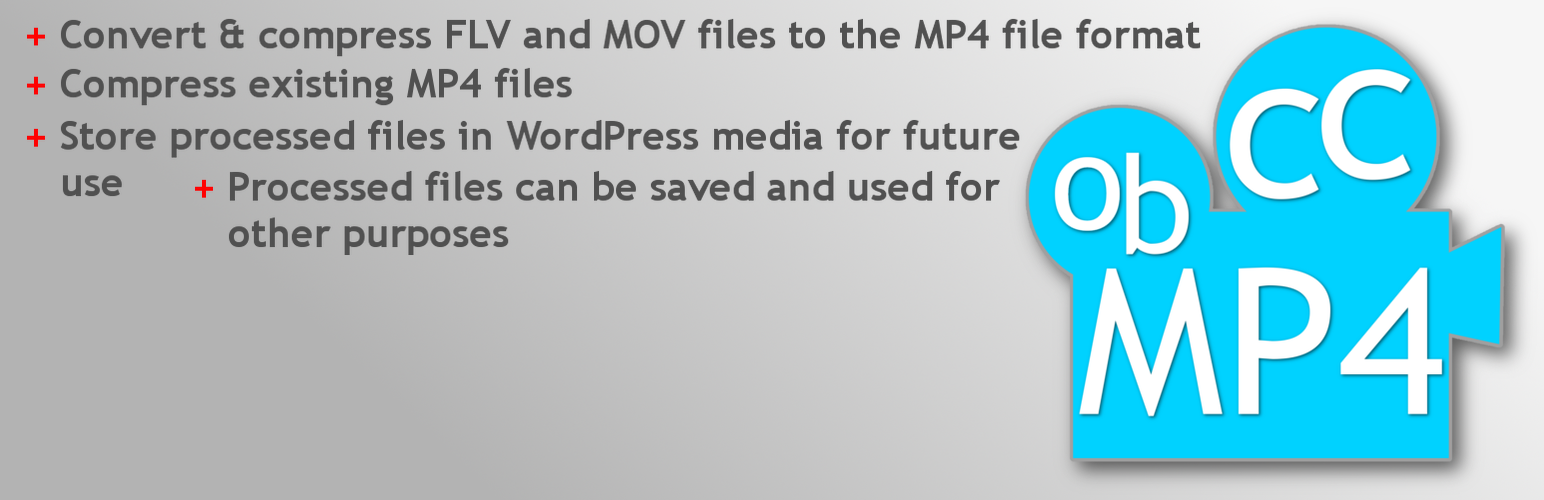 + Convert & compress FLV and MOV files to the MP4 file format
+ Compress existing MP4 files
+ Store processed files in WordPress media for future
use
+ Processed files can be saved and used for
other purposes
ob
CC
MP4